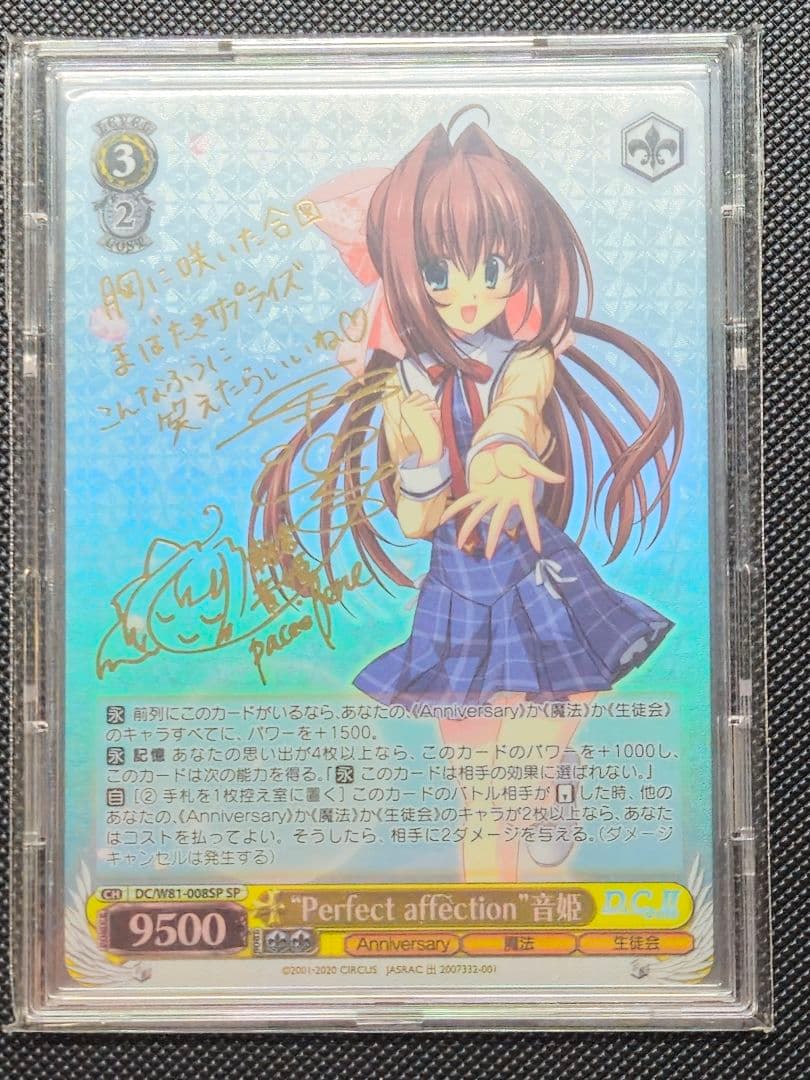 LEVEL
3
2
COST
胸に咲いた合図
まばたきサプライズ
こんなふうに
笑えたらいいね♡
音姫
永 前列にこのカードがいるなら、あなたの、《Anniversary》か《魔法》か《生徒会》
のキャラすべてに、パワーを＋1500。
永 記憶 あなたの思い出が4枚以上なら、このカードのパワーを＋1000し、
このカードは次の能力を得る。『永 このカードは相手の効果に選ばれない。』
自 [② 手札を1枚控え室に置く] このカードのバトル相手が した時、他の
あなたの、《Anniversary》か《魔法》か《生徒会》のキャラが2枚以上なら、あなた
はコストを払ってよい。そうしたら、相手に2ダメージを与える。（ダメージ
キャンセルは発生する）
CH DC/W81-008SP SP
“Perfect affection”音姫
D.C.II
9500
Anniversary 魔法 生徒会
©2001-2020 CIRCUS JASRAC 出 2007332-001